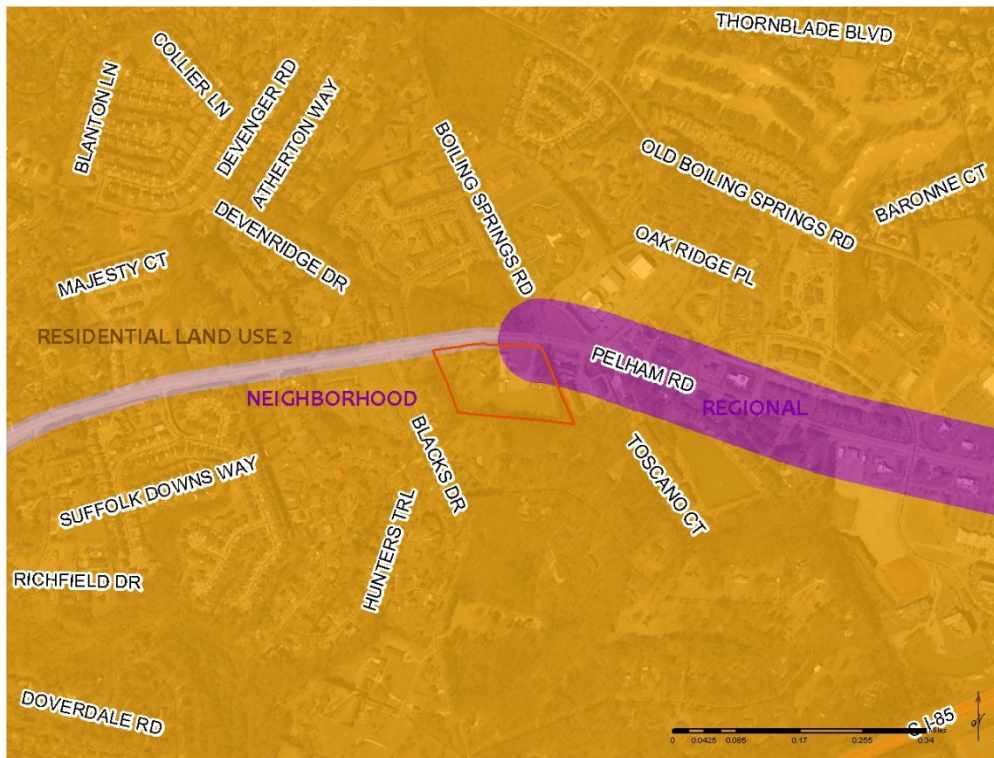 THORNBLADE BLVD
COLLIER LN
BLANTON LN
DEVENGER RD
ATHERTON WAY
BOILING SPRINGS RD
OLD BOILING SPRINGS RD
BARONNE CT
DEVENRIDGE DR
OAK RIDGE PL
MAJESTY CT
RESIDENTIAL LAND USE 2
PELHAM RD
NEIGHBORHOOD
REGIONAL
BLACKS DR
TOSCANO CT
SUFFOLK DOWNS WAY
HUNTERS TRL
RICHFIELD DR
DOVERDALE RD
S I-85
Miles
0 0.0425 0.085 0.17 0.255 0.34